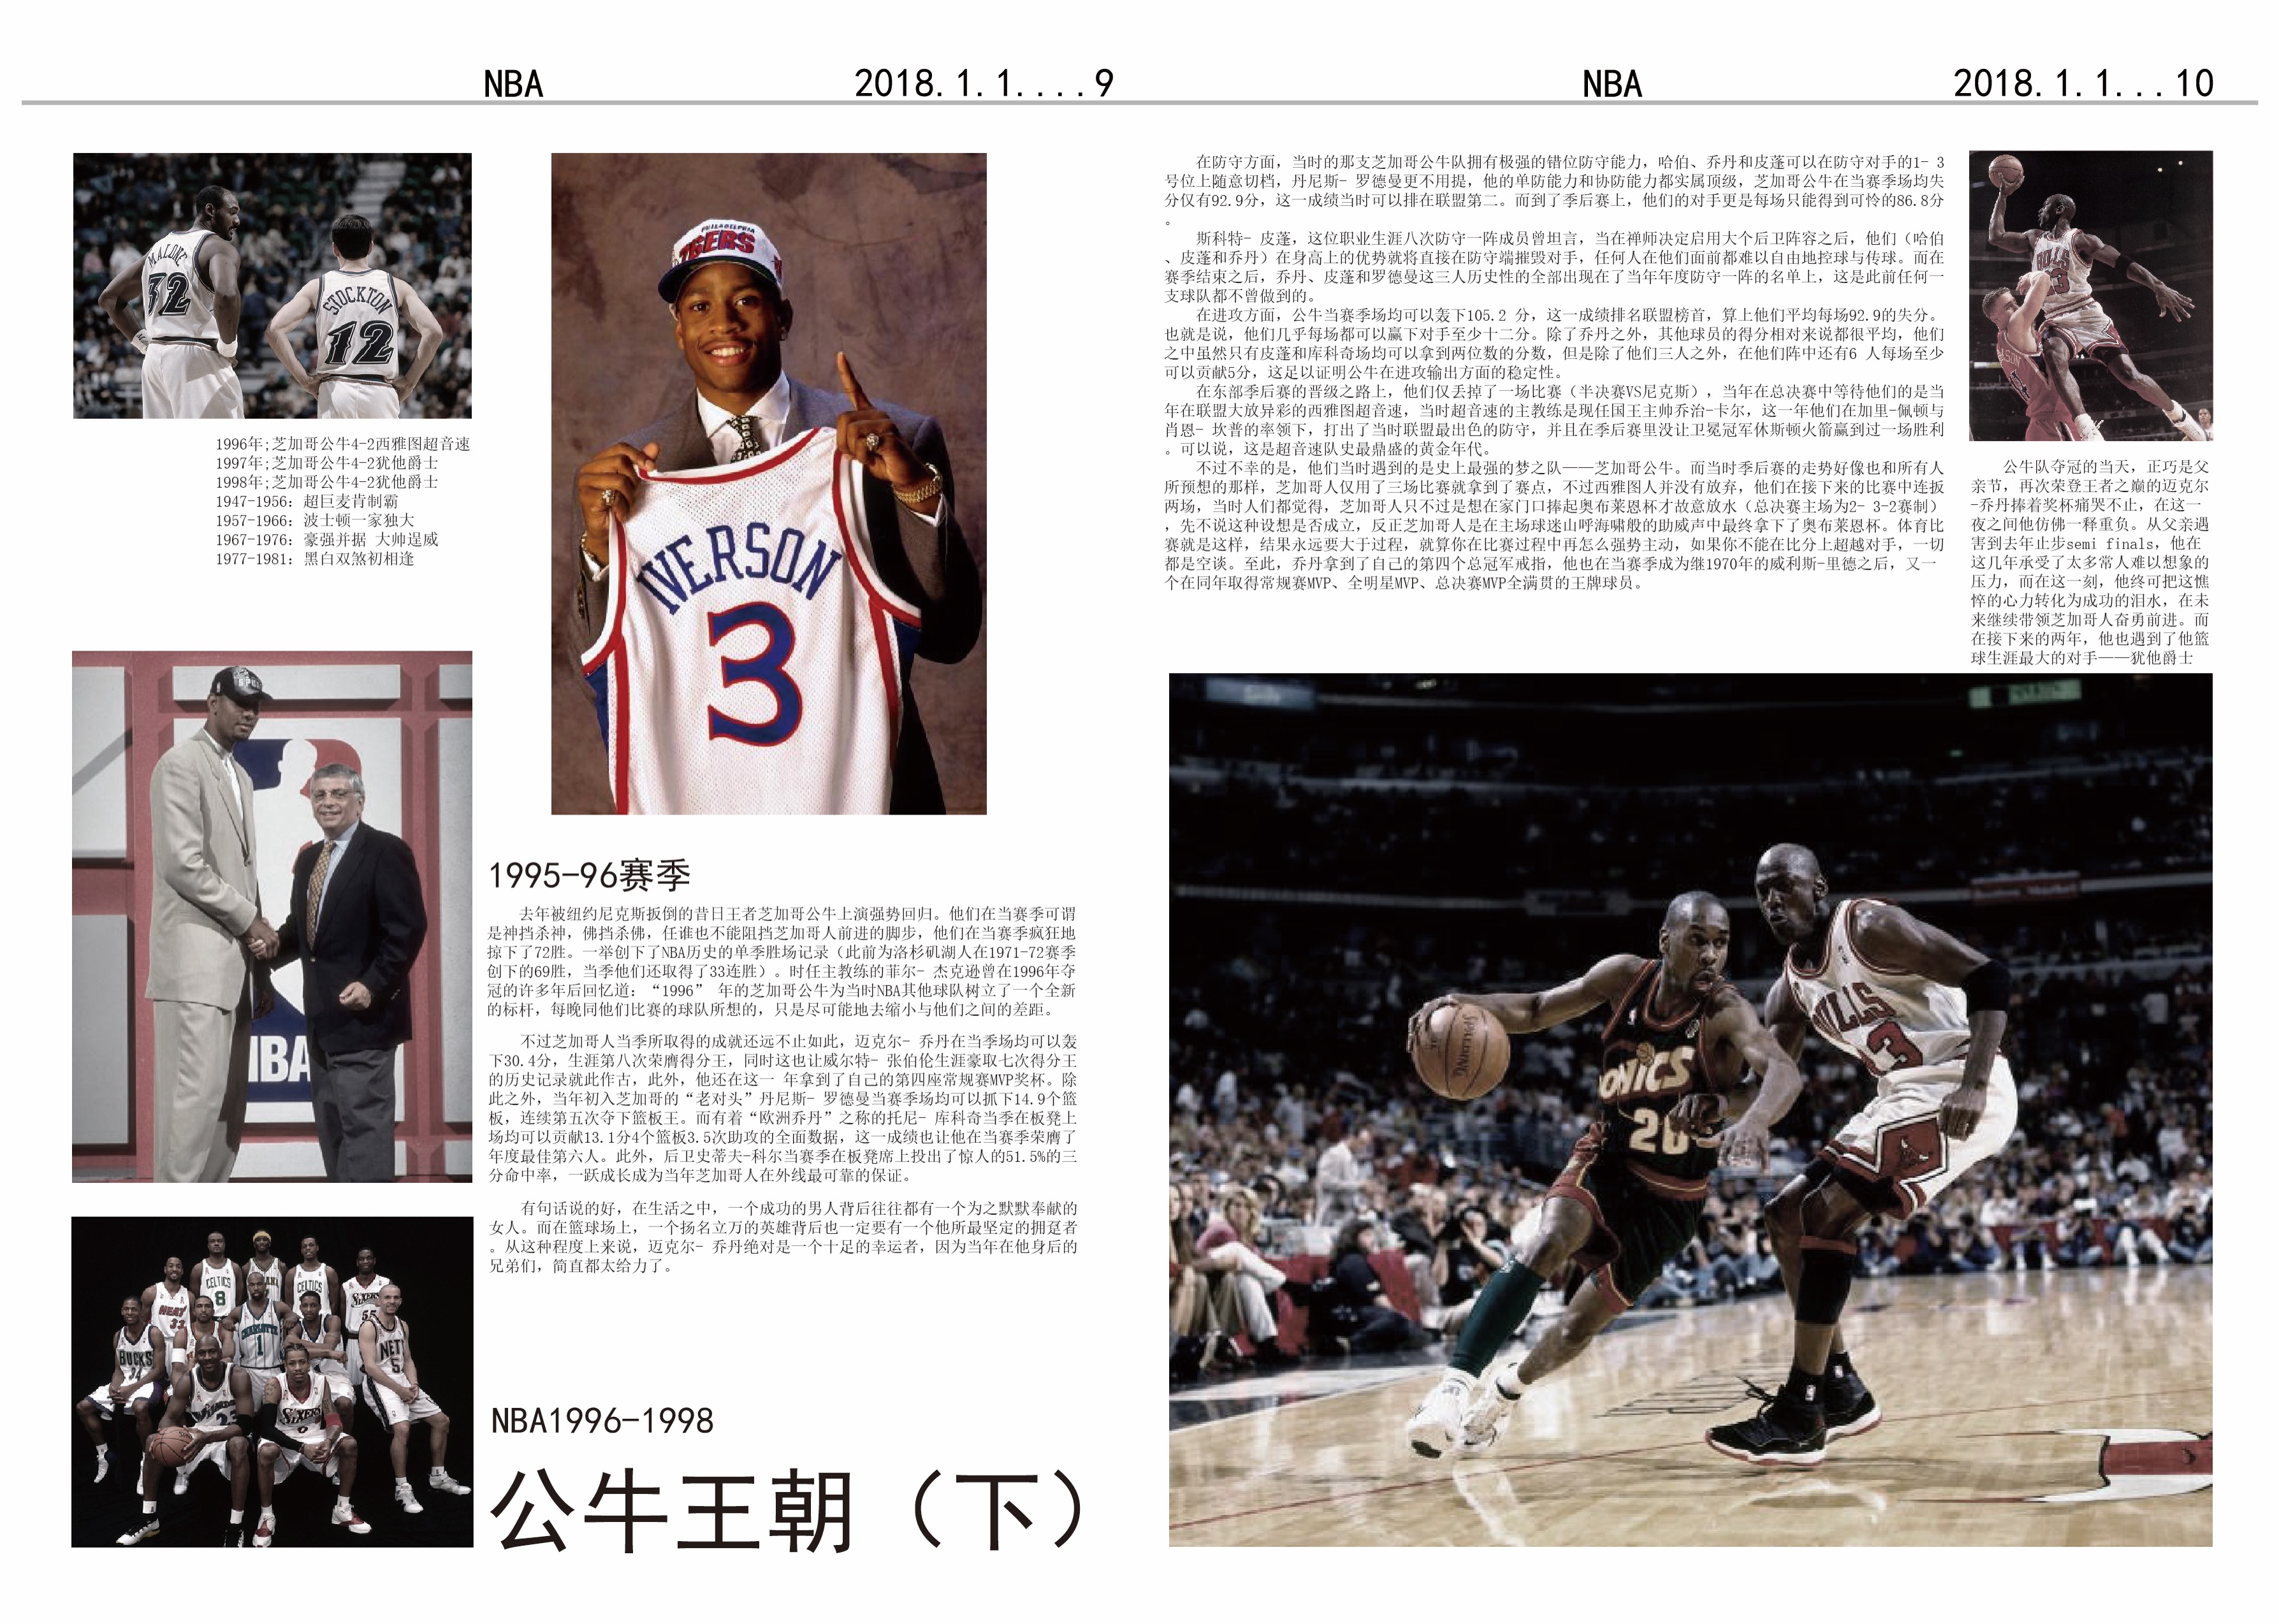 NBA 2018.1.1....9
NBA 2018.1.1...10
MALONE
32
STOCKTON
12
1996年;芝加哥公牛4-2西雅图超音速
1997年;芝加哥公牛4-2犹他爵士
1998年;芝加哥公牛4-2犹他爵士
1947-1956：超巨麦肯制霸
1957-1966：波士顿一家独大
1967-1976：豪强并据 大帅逞威
1977-1981：黑白双煞初相逢
PHILADELPHIA
IVERSON
3
NBA
CELTICS
8
CELTICS
HEAT
33
SIXERS
55
CHARLOTTE
1
BUCKS
34
NETS
5
SIXERS
1995-96赛季
去年被纽约尼克斯扳倒的昔日王者芝加哥公牛上演强势回归。他们在当赛季可谓
是神挡杀神，佛挡杀佛，任谁也不能阻挡芝加哥人前进的脚步，他们在当赛季疯狂地
掠下了72胜。一举创下了NBA历史的单季胜场记录（此前为洛杉矶湖人在1971-72赛季
创下的69胜，当季他们还取得了33连胜）。时任主教练的菲尔- 杰克逊曾在1996年夺
冠的许多年后回忆道：“1996” 年的芝加哥公牛为当时NBA其他球队树立了一个全新
的标杆，每晚同他们比赛的球队所想的，只是尽可能地去缩小与他们之间的差距。
不过芝加哥人当季所取得的成就还远不止如此，迈克尔- 乔丹在当季场均可以轰
下30.4分，生涯第八次荣膺得分王，同时这也让威尔特- 张伯伦生涯豪取七次得分王
的历史记录就此作古，此外，他还在这一 年拿到了自己的第四座常规赛MVP奖杯。除
此之外，当年初入芝加哥的“老对头”丹尼斯- 罗德曼当赛季场均可以抓下14.9个篮
板，连续第五次夺下篮板王。而有着“欧洲乔丹”之称的托尼- 库科奇当季在板凳上
场均可以贡献13.1分4个篮板3.5次助攻的全面数据，这一成绩也让他在当赛季荣膺了
年度最佳第六人。此外，后卫史蒂夫-科尔当赛季在板凳席上投出了惊人的51.5%的三
分命中率，一跃成长成为当年芝加哥人在外线最可靠的保证。
有句话说的好，在生活之中，一个成功的男人背后往往都有一个为之默默奉献的
女人。而在篮球场上，一个扬名立万的英雄背后也一定要有一个他所最坚定的拥趸者
。从这种程度上来说，迈克尔- 乔丹绝对是一个十足的幸运者，因为当年在他身后的
兄弟们，简直都太给力了。
NBA1996-1998
公牛王朝（下）
在防守方面，当时的那支芝加哥公牛队拥有极强的错位防守能力，哈伯、乔丹和皮蓬可以在防守对手的1- 3
号位上随意切档，丹尼斯- 罗德曼更不用提，他的单防能力和协防能力都实属顶级，芝加哥公牛在当赛季场均失
分仅有92.9分，这一成绩当时可以排在联盟第二。而到了季后赛上，他们的对手更是每场只能得到可怜的86.8分
。
斯科特- 皮蓬，这位职业生涯八次防守一阵成员曾坦言，当在禅师决定启用大个后卫阵容之后，他们（哈伯
、皮蓬和乔丹）在身高上的优势就将直接在防守端摧毁对手，任何人在他们面前都难以自由地控球与传球。而在
赛季结束之后，乔丹、皮蓬和罗德曼这三人历史性的全部出现在了当年年度防守一阵的名单上，这是此前任何一
支球队都不曾做到的。
在进攻方面，公牛当赛季场均可以轰下105.2 分，这一成绩排名联盟榜首，算上他们平均每场92.9的失分。
也就是说，他们几乎每场都可以赢下对手至少十二分。除了乔丹之外，其他球员的得分相对来说都很平均，他们
之中虽然只有皮蓬和库科奇场均可以拿到两位数的分数，但是除了他们三人之外，在他们阵中还有6 人每场至少
可以贡献5分，这足以证明公牛在进攻输出方面的稳定性。
在东部季后赛的晋级之路上，他们仅丢掉了一场比赛（半决赛VS尼克斯），当年在总决赛中等待他们的是当
年在联盟大放异彩的西雅图超音速，当时超音速的主教练是现任国王主帅乔治-卡尔，这一年他们在加里-佩顿与
肖恩- 坎普的率领下，打出了当时联盟最出色的防守，并且在季后赛里没让卫冕冠军休斯顿火箭赢到过一场胜利
。可以说，这是超音速队史最鼎盛的黄金年代。
不过不幸的是，他们当时遇到的是史上最强的梦之队——芝加哥公牛。而当时季后赛的走势好像也和所有人
所预想的那样，芝加哥人仅用了三场比赛就拿到了赛点，不过西雅图人并没有放弃，他们在接下来的比赛中连扳
两场，当时人们都觉得，芝加哥人只不过是想在家门口捧起奥布莱恩杯才故意放水（总决赛主场为2- 3-2赛制）
，先不说这种设想是否成立，反正芝加哥人是在主场球迷山呼海啸般的助威声中最终拿下了奥布莱恩杯。体育比
赛就是这样，结果永远要大于过程，就算你在比赛过程中再怎么强势主动，如果你不能在比分上超越对手，一切
都是空谈。至此，乔丹拿到了自己的第四个总冠军戒指，他也在当赛季成为继1970年的威利斯-里德之后，又一
个在同年取得常规赛MVP、全明星MVP、总决赛MVP全满贯的王牌球员。
公牛队夺冠的当天，正巧是父
亲节，再次荣登王者之巅的迈克尔
-乔丹捧着奖杯痛哭不止，在这一
夜之间他仿佛一释重负。从父亲遇
害到去年止步semi finals，他在
这几年承受了太多常人难以想象的
压力，而在这一刻，他终可把这憔
悴的心力转化为成功的泪水，在未
来继续带领芝加哥人奋勇前进。而
在接下来的两年，他也遇到了他篮
球生涯最大的对手——犹他爵士
SPALDING
SONICS
20